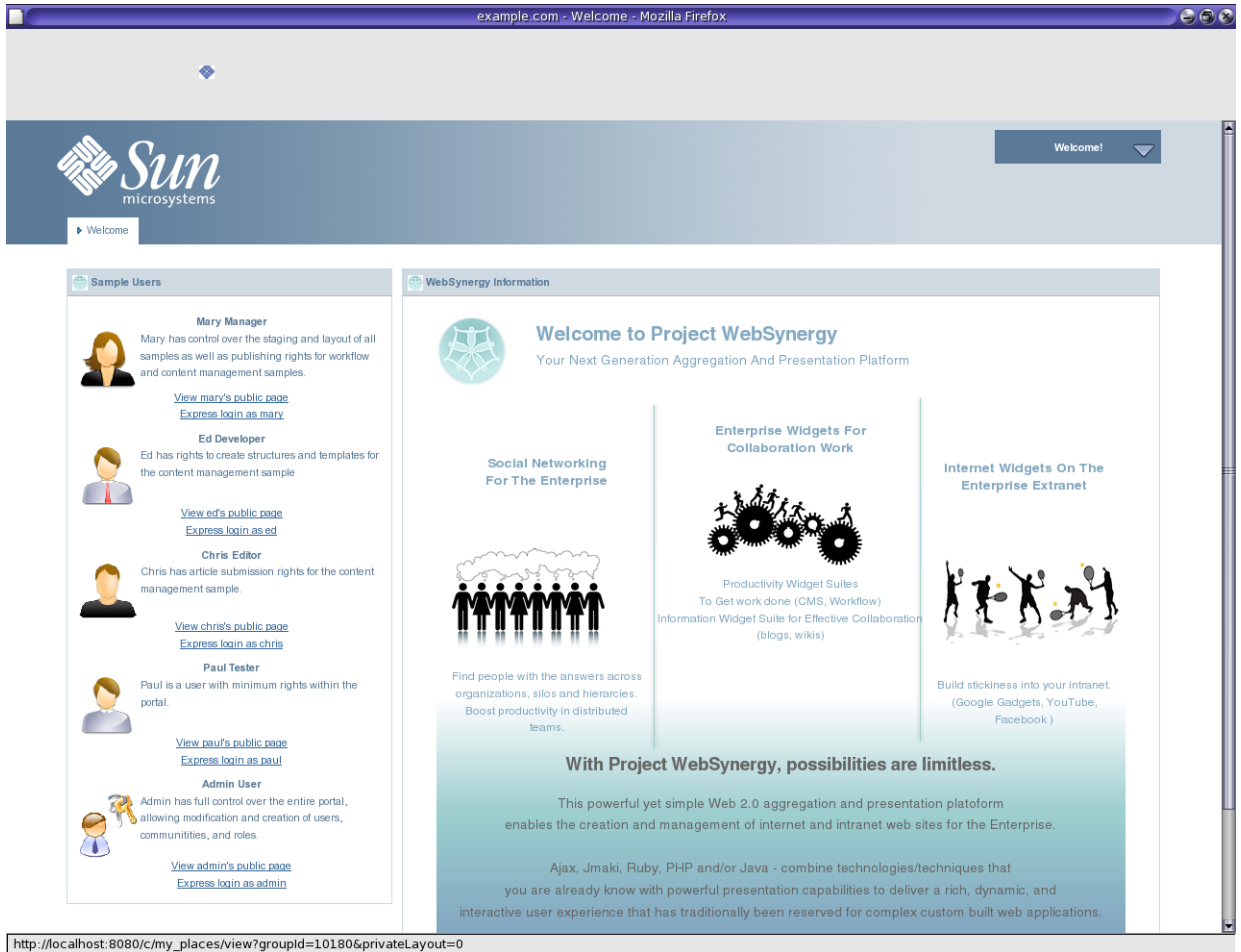 example.com - Welcome - Mozilla Firefox
Sun
microsystems
Welcome!
Welcome
Sample Users
Mary Manager
Mary has control over the staging and layout of all
samples as well as publishing rights for workflow
and content management samples.
View mary's public page
Express login as mary
Ed Developer
Ed has rights to create structures and templates for
the content management sample
View ed's public page
Express login as ed
Chris Editor
Chris has article submission rights for the content
management sample.
View chris's public page
Express login as chris
Paul Tester
Paul is a user with minimum rights within the
portal.
View paul's public page
Express login as paul
Admin User
Admin has full control over the entire portal,
allowing modification and creation of users,
communitities, and roles.
View admin's public page
Express login as admin
WebSynergy Information
Welcome to Project WebSynergy
Your Next Generation Aggregation And Presentation Platform
Social Networking
For The Enterprise
Find people with the answers across
organizations, silos and hierarcies.
Boost productivity in distributed
teams.
Enterprise Widgets For
Collaboration Work
Productivity Widget Suites
To Get work done (CMS, Workflow)
Information Widget Suite for Effective Collaboration
(blogs, wikis)
Internet Widgets On The
Enterprise Extranet
Build stickiness into your intranet.
(Google Gadgets, YouTube,
Facebook )
With Project WebSynergy, possibilities are limitless.
This powerful yet simple Web 2.0 aggregation and presentation platoform
enables the creation and management of internet and intranet web sites for the Enterprise.
Ajax, Jmaki, Ruby, PHP and/or Java - combine technologies/techniques that
you are already know with powerful presentation capabilities to deliver a rich, dynamic, and
interactive user experience that has traditionally been reserved for complex custom built web applications.
http://localhost:8080/c/my_places/view?groupId=10180&privateLayout=0